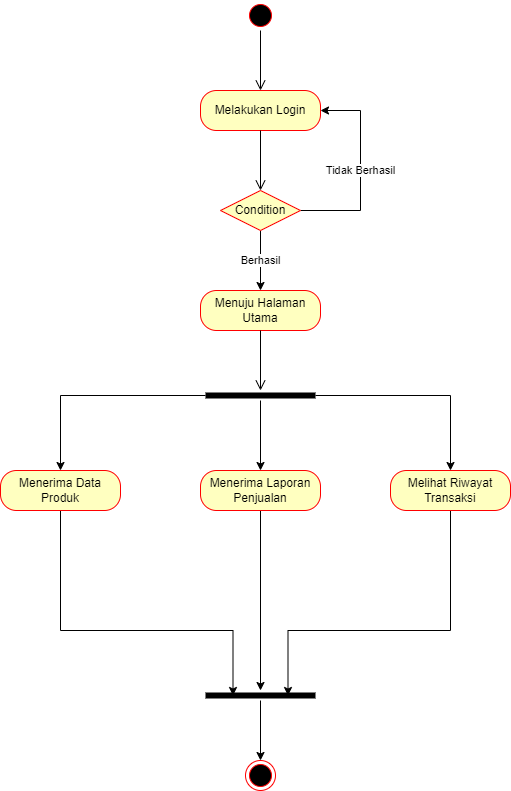 Melakukan Login
Tidak Berhasil
Condition
Berhasil
Menuju Halaman
Utama
Menerima Data
Produk
Menerima Laporan
Penjualan
Melihat Riwayat
Transaksi